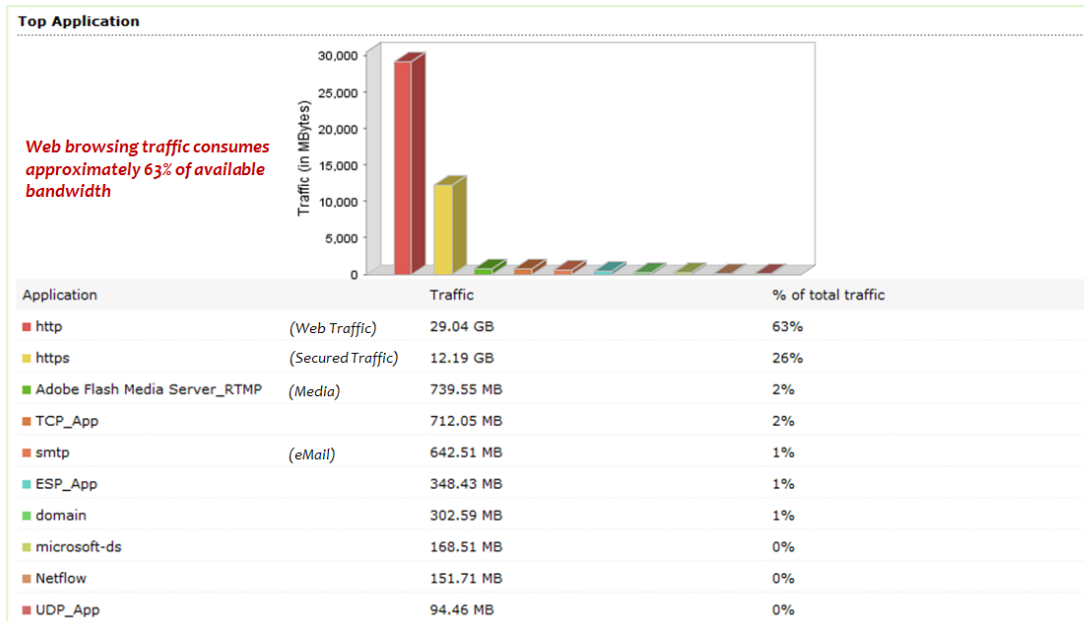 Top Application
Web browsing traffic consumes
approximately 63% of available
bandwidth
Traffic (in MBytes)
30,000
25,000
20,000
15,000
10,000
5,000
0
Application Traffic % of total traffic
http (Web Traffic) 29.04 GB 63%
https (Secured Traffic) 12.19 GB 26%
Adobe Flash Media Server_RTMP (Media) 739.55 MB 2%
TCP_App 712.05 MB 2%
smtp (eMail) 642.51 MB 1%
ESP_App 348.43 MB 1%
domain 302.59 MB 1%
microsoft-ds 168.51 MB 0%
Netflow 151.71 MB 0%
UDP_App 94.46 MB 0%